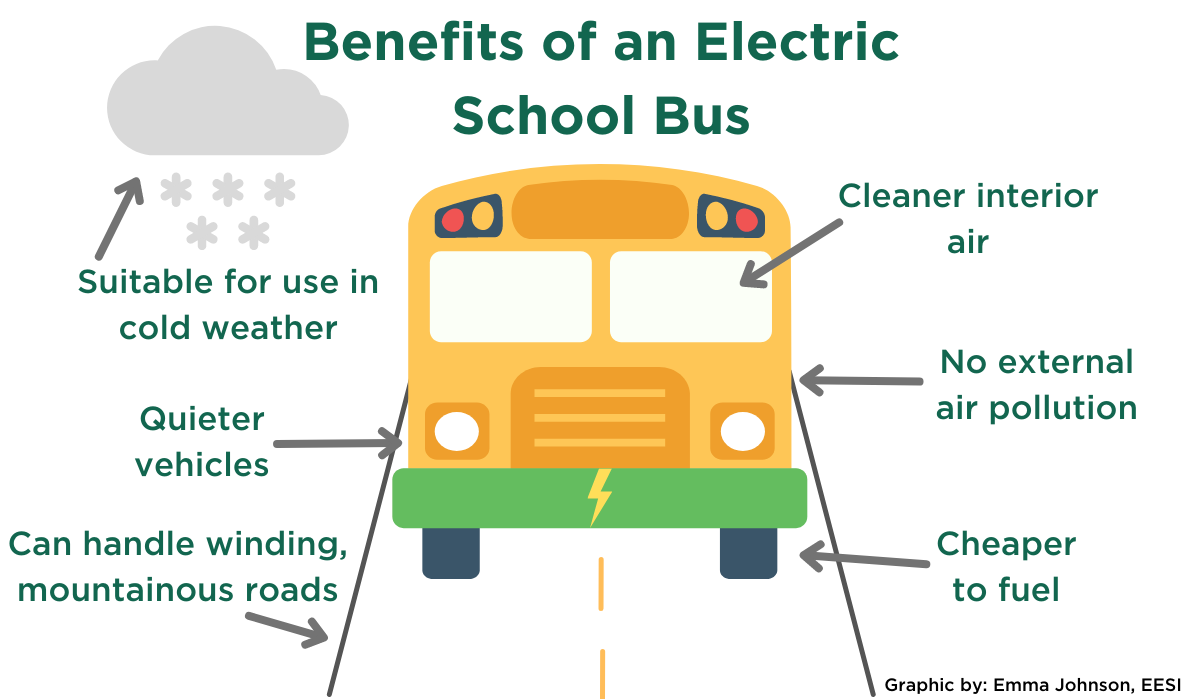 Benefits of an Electric
School Bus
Suitable for use in
cold weather
Quieter
vehicles
Can handle winding,
mountainous roads
Cleaner interior
air
No external
air pollution
Cheaper
to fuel
Graphic by: Emma Johnson, EESI